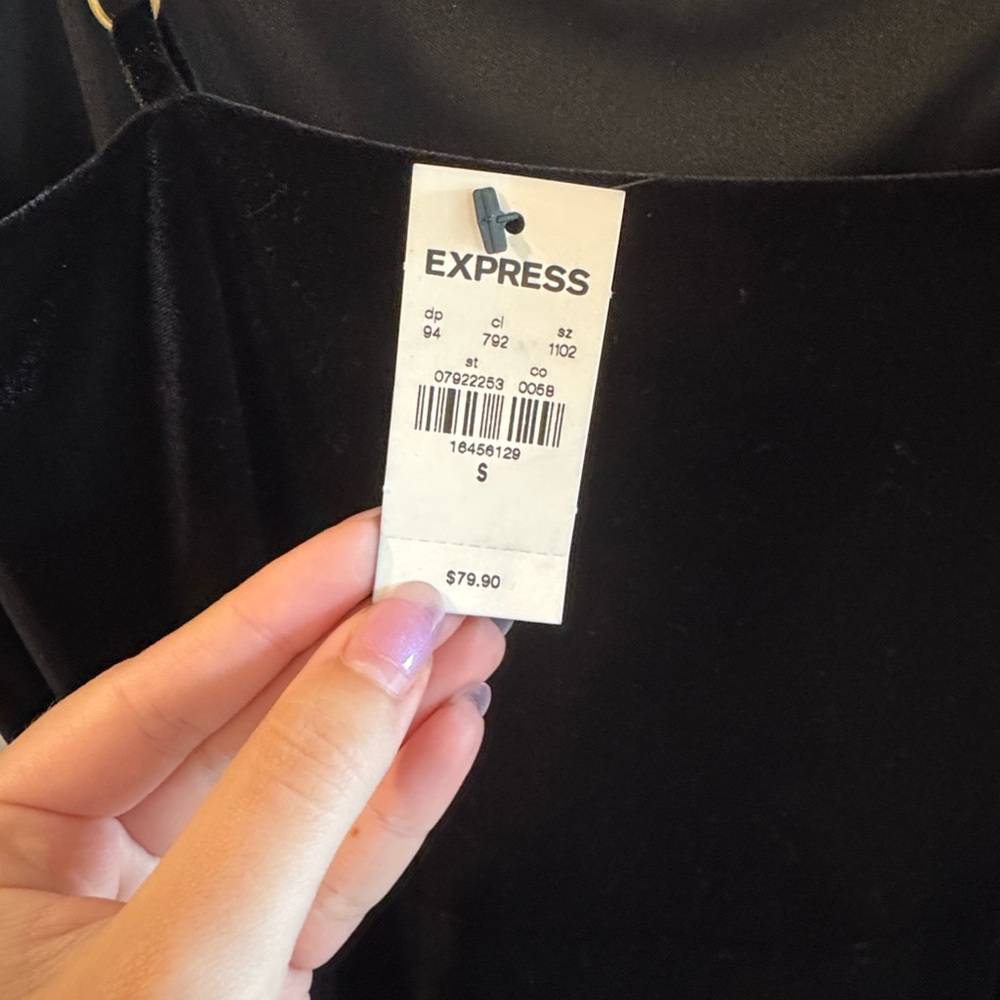 EXPRESS
dp cl sz
94 792 1102
st co
07922253 0058
16456129
S
$79.90